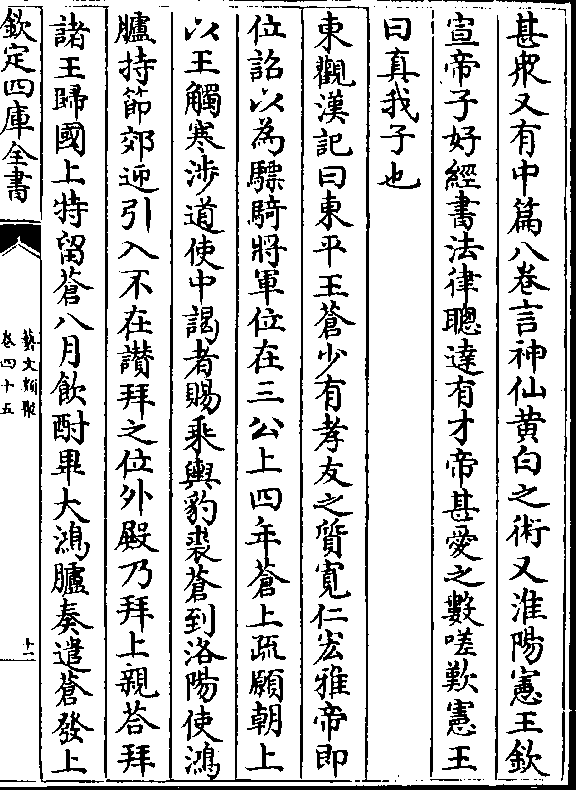 甚衆又有中篇八卷言神仙黄白之術又淮陽憲王欽
宣帝子好經書法律聰達有才帝甚愛之數嗟歎憲王
曰真我子也
東觀漢記曰東平王蒼少有孝友之質寛仁宏雅帝即
位詔以為驃騎將軍位在三公上四年蒼上疏願朝上
以王觸寒涉道使中謁者賜乘輿豹裘蒼到洛陽使鴻
臚持節郊迎引入不在讃拜之位外殿乃拜上親荅拜
諸王歸國上特留蒼八月飲酎畢大鴻臚奏遣蒼發上
欽定四庫全書
藝文類聚
卷四十五
十二